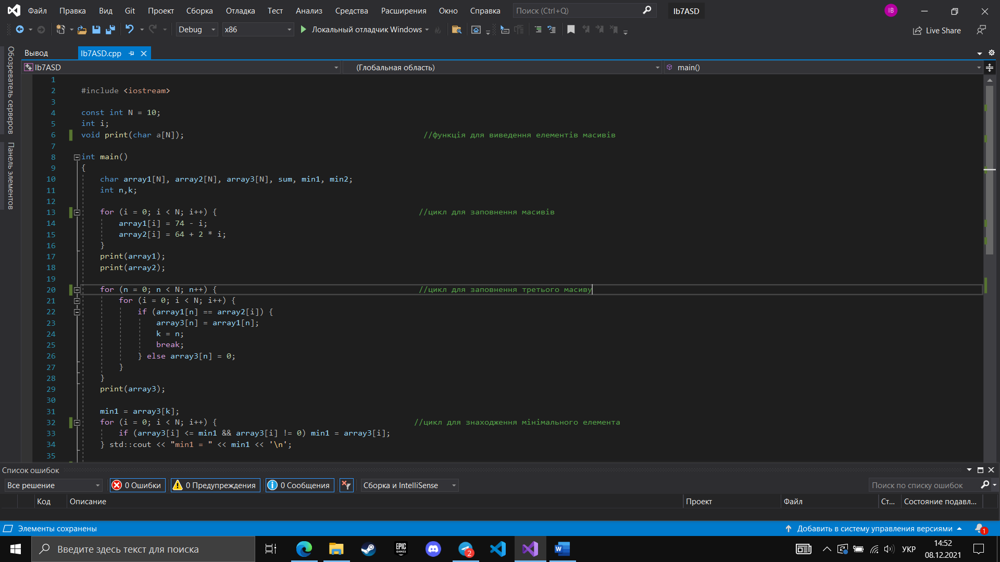 Файл Правка Вид Git Проект Сборка Отладка Тест Анализ Средства Расширения Окно Справка Поиск (Ctrl+Q) lb7ASD IB
Debug x86 Локальный отладчик Windows Live Share
Обозреватель серверов
Панель элементов
Вывод lb7ASD.cpp
lb7ASD (Глобальная область) main()
1
2 #include <iostream>
3
4 const int N = 10;
5 int i;
6 void print(char a[N]); //функція для виведення елементів масивів
7
8 int main()
9 {
10 char array1[N], array2[N], array3[N], sum, min1, min2;
11 int n,k;
12
13 for (i = 0; i < N; i++) { //цикл для заповнення масивів
14 array1[i] = 74 - i;
15 array2[i] = 64 + 2 * i;
16 }
17 print(array1);
18 print(array2);
19
20 for (n = 0; n < N; n++) { //цикл для заповнення третього масиву
21 for (i = 0; i < N; i++) {
22 if (array1[n] == array2[i]) {
23 array3[n] = array1[n];
24 k = n;
25 break;
26 } else array3[n] = 0;
27 }
28 }
29 print(array3);
30
31 min1 = array3[k];
32 for (i = 0; i < N; i++) { //цикл для знаходження мінімального елемента
33 if (array3[i] <= min1 && array3[i] != 0) min1 = array3[i];
34 } std::cout << "min1 = " << min1 << '\n';
35
Список ошибок
Все решение 0 Ошибки 0 Предупреждения 0 Сообщения Сборка и IntelliSense Поиск по списку ошибок
Код Описание Проект Файл Ст... Состояние подавл...
Элементы сохранены Добавить в систему управления версиями 1
Введите здесь текст для поиска EPIC GAMES 2 УКР 14:52
08.12.2021